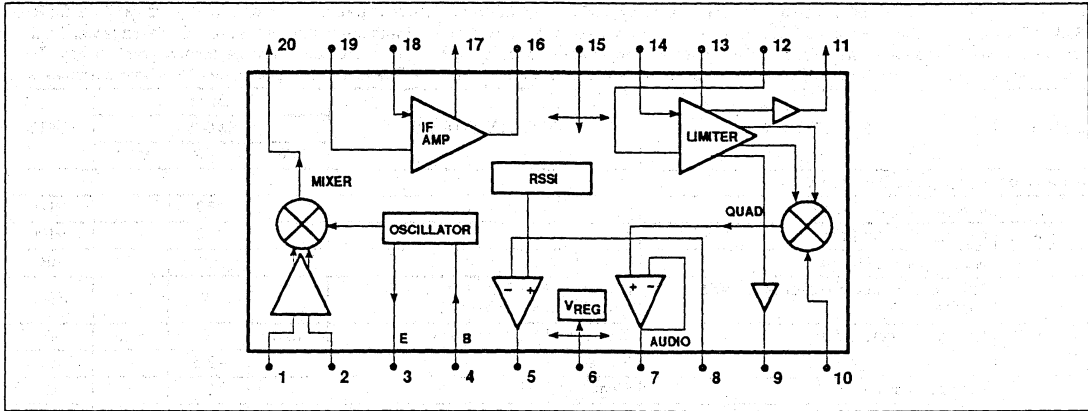 20 19 18 17 16 15 14 13 12 11
IF
AMP
LIMITER
RSSI
MIXER
QUAD
OSCILLATOR
− +
+ −
VREG
E B AUDIO
1 2 3 4 5 6 7 8 9 10